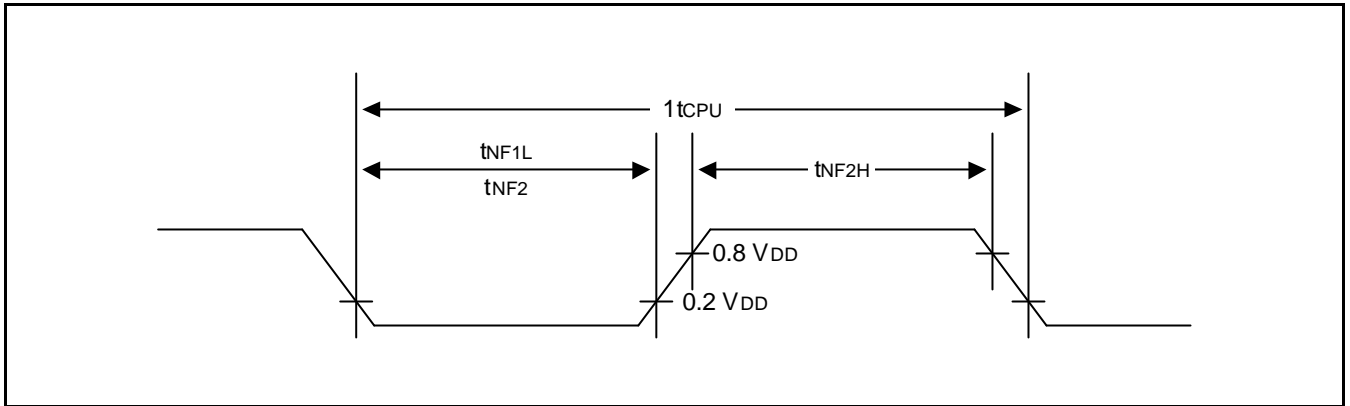 1tCPU
tNF1L
tNF2
tNF2H
0.8 VDD
0.2 VDD